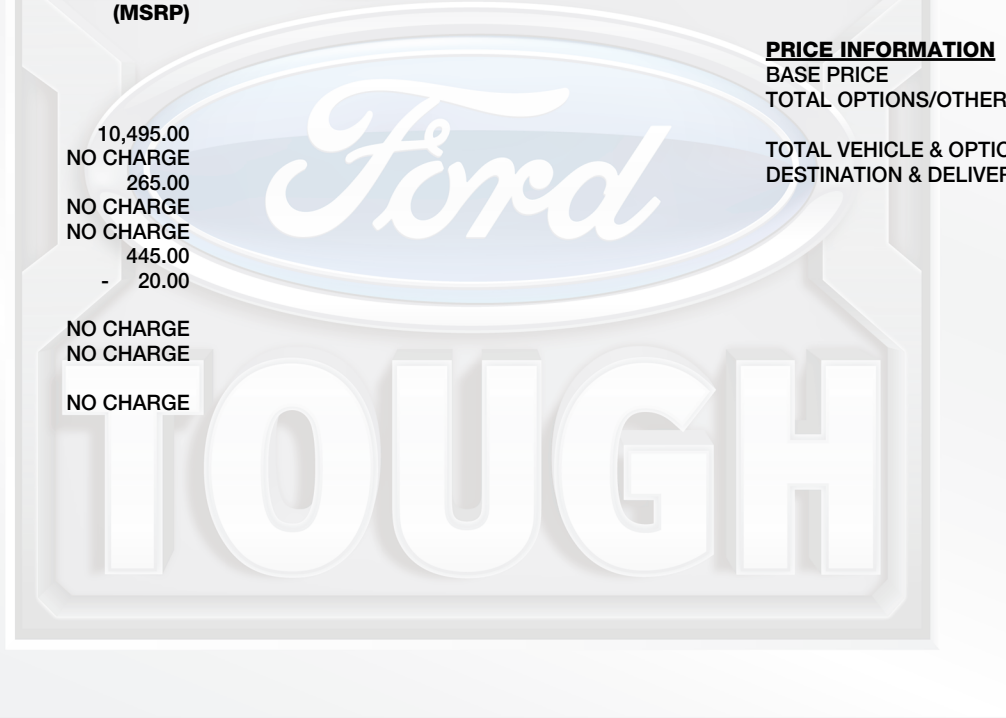 (MSRP)
10,495.00
NO CHARGE
265.00
NO CHARGE
NO CHARGE
445.00
- 20.00
NO CHARGE
NO CHARGE
NO CHARGE
PRICE INFORMATION
BASE PRICE
TOTAL OPTIONS/OTHER
TOTAL VEHICLE & OPTIO
DESTINATION & DELIVER
Ford
TOUGH